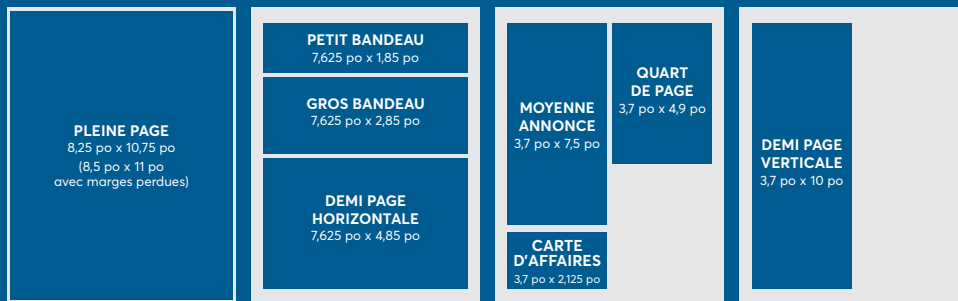 PLEINE PAGE
8,25 po x 10,75 po
(8,5 po x 11 po
avec marges perdues)
PETIT BANDEAU
7,625 po x 1,85 po
GROS BANDEAU
7,625 po x 2,85 po
DEMI PAGE
HORIZONTALE
7,625 po x 4,85 po
MOYENNE
ANNONCE
3,7 po x 7,5 po
CARTE
D'AFFAIRES
3,7 po x 2,125 po
QUART
DE PAGE
3,7 po x 4,9 po
DEMI PAGE
VERTICALE
3,7 po x 10 po